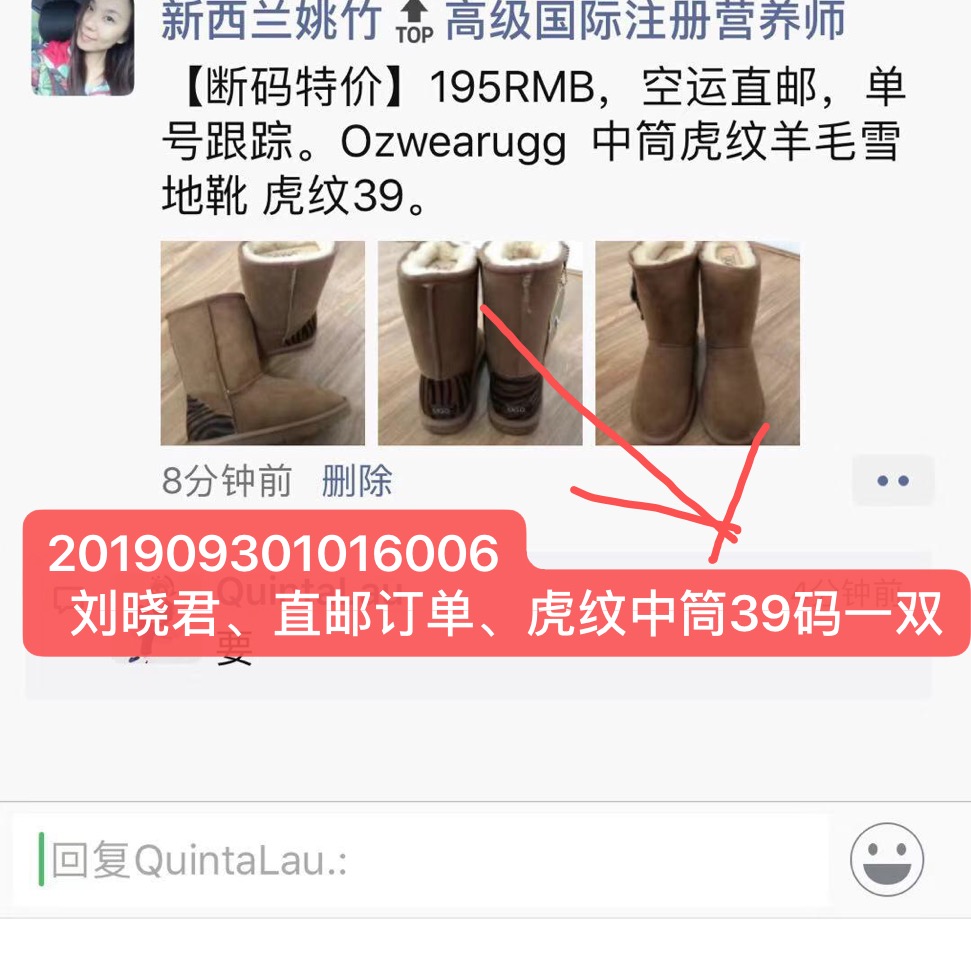 新西兰姚竹 TOP 高级国际注册营养师
【断码特价】195RMB，空运直邮，单
号跟踪。Ozwearugg 中筒虎纹羊毛雪
地靴 虎纹39。
8分钟前 删除
201909301016006
QuintaLau 4分钟前
刘晓君、直邮订单、虎纹中筒39码一双
要
回复QuintaLau.: